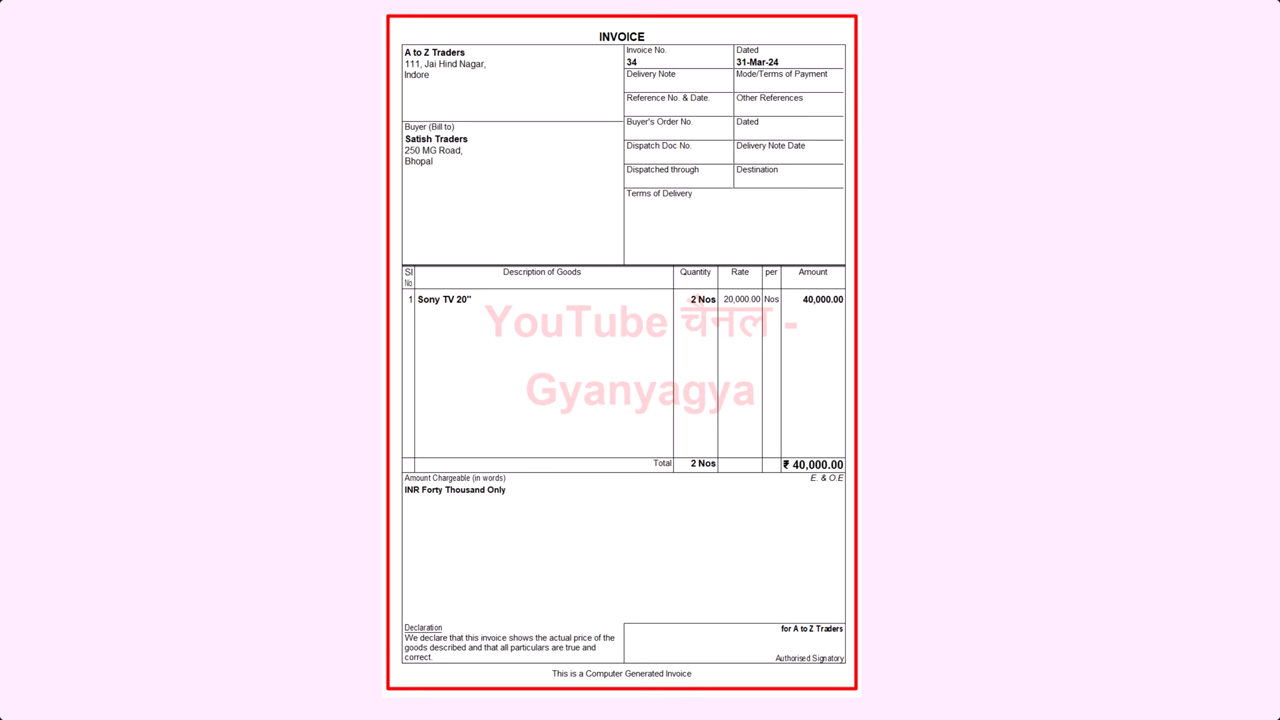 INVOICE
A to Z Traders
111, Jai Hind Nagar,
Indore
Invoice No.
34
Dated
31-Mar-24
Delivery Note
Mode/Terms of Payment
Reference No. & Date.
Other References
Buyer (Bill to)
Satish Traders
250 MG Road,
Bhopal
Buyer's Order No.
Dated
Dispatch Doc No.
Delivery Note Date
Dispatched through
Destination
Terms of Delivery
Sl No. Description of Goods Quantity Rate per Amount
1 Sony TV 20" 2 Nos 20,000.00 Nos 40,000.00
YouTube चैनल -
Gyanyagya
Total 2 Nos ₹ 40,000.00
Amount Chargeable (in words) E. & O.E
INR Forty Thousand Only
Declaration
We declare that this invoice shows the actual price of the
goods described and that all particulars are true and
correct.
for A to Z Traders
Authorised Signatory
This is a Computer Generated Invoice